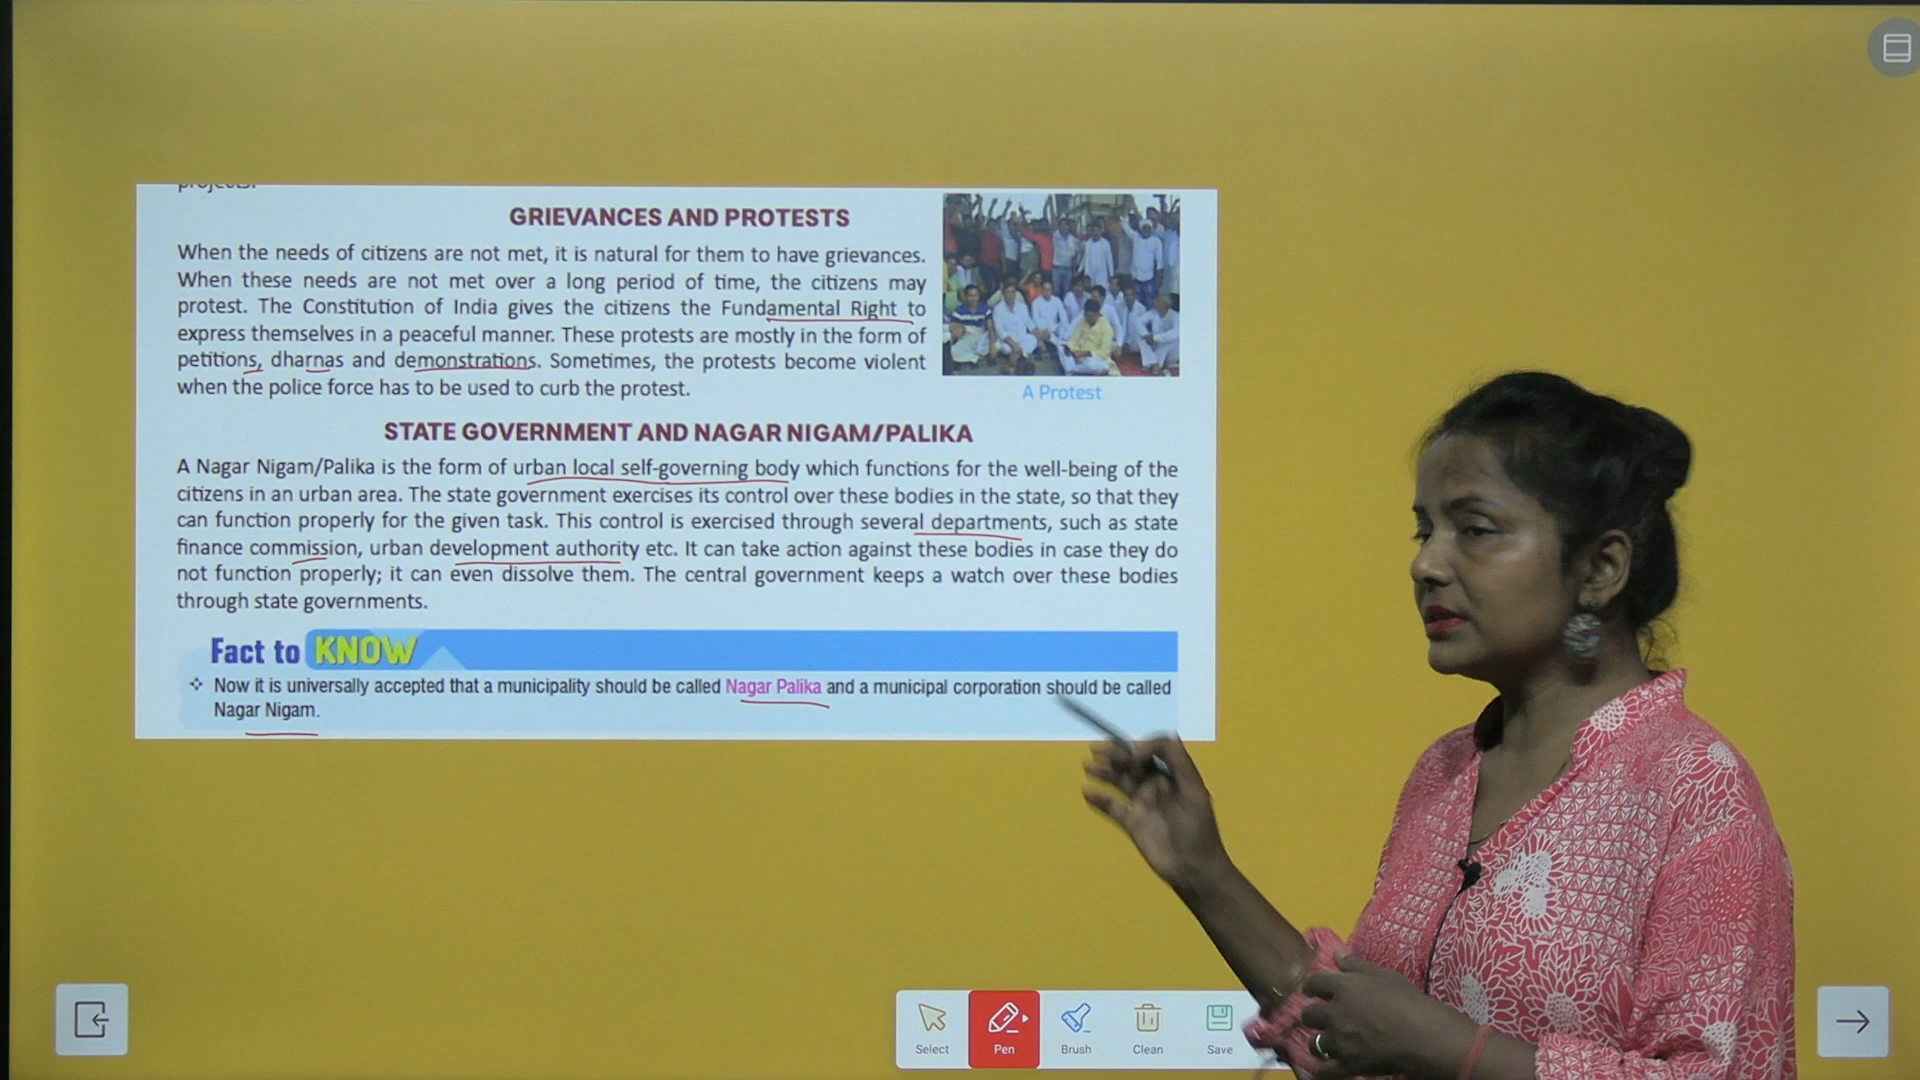 GRIEVANCES AND PROTESTS
When the needs of citizens are not met, it is natural for them to have grievances.
When these needs are not met over a long period of time, the citizens may
protest. The Constitution of India gives the citizens the Fundamental Right to
express themselves in a peaceful manner. These protests are mostly in the form of
petitions, dharnas and demonstrations. Sometimes, the protests become violent
when the police force has to be used to curb the protest.
A Protest
STATE GOVERNMENT AND NAGAR NIGAM/PALIKA
A Nagar Nigam/Palika is the form of urban local self-governing body which functions for the well-being of the
citizens in an urban area. The state government exercises its control over these bodies in the state, so that they
can function properly for the given task. This control is exercised through several departments, such as state
finance commission, urban development authority etc. It can take action against these bodies in case they do
not function properly; it can even dissolve them. The central government keeps a watch over these bodies
through state governments.
Fact to KNOW
❖ Now it is universally accepted that a municipality should be called Nagar Palika and a municipal corporation should be called
Nagar Nigam.
Select Pen Brush Clean Save